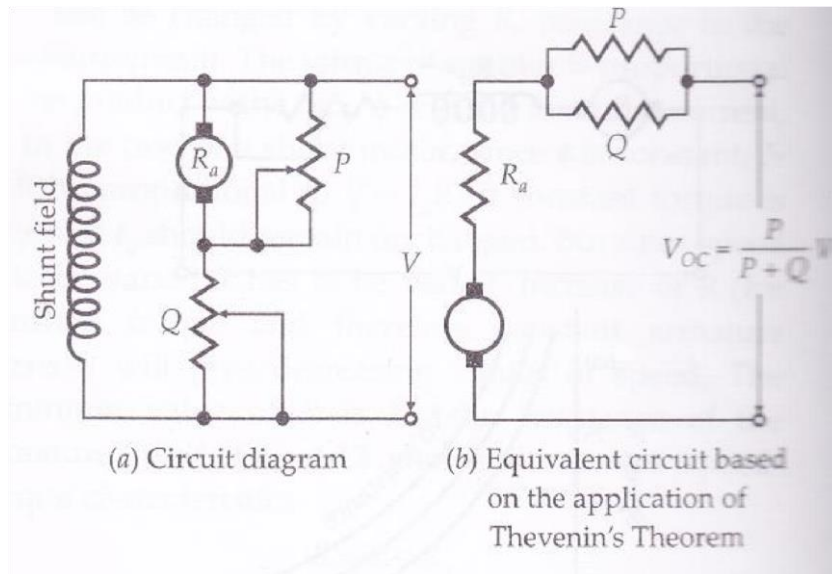 P
Q
R_a
V_OC = P / P + Q V
Shunt field
R_a
P
Q
V
(a) Circuit diagram
(b) Equivalent circuit based
on the application of
Thevenin's Theorem